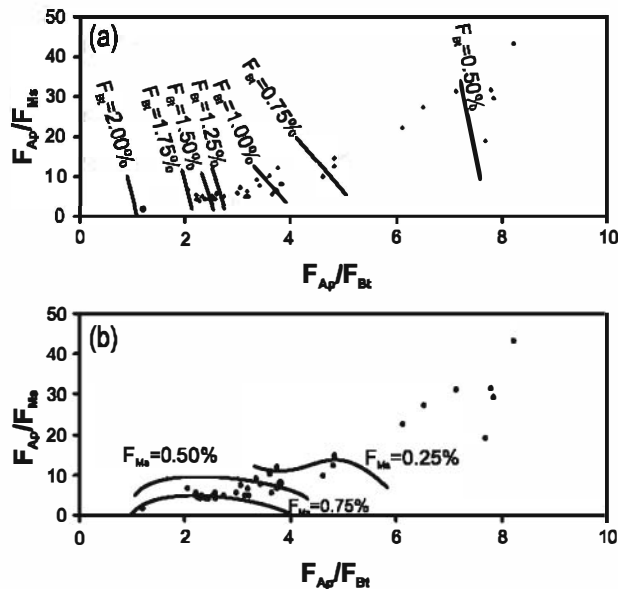 (a)
50
40
30
20
10
0
F_Ap/F_Ms
F_Bt=2.00%
F_Bt=1.75%
F_Bt=1.50%
F_Bt=1.25%
F_Bt=1.00%
F_Bt=0.75%
F_Bt=0.50%
0 2 4 6 8 10
F_Ap/F_Bt
(b)
50
40
30
20
10
0
F_Ap/F_Ms
F_Ms=0.50%
F_Ms=0.25%
F_Ms=0.75%
0 2 4 6 8 10
F_Ap/F_Bt